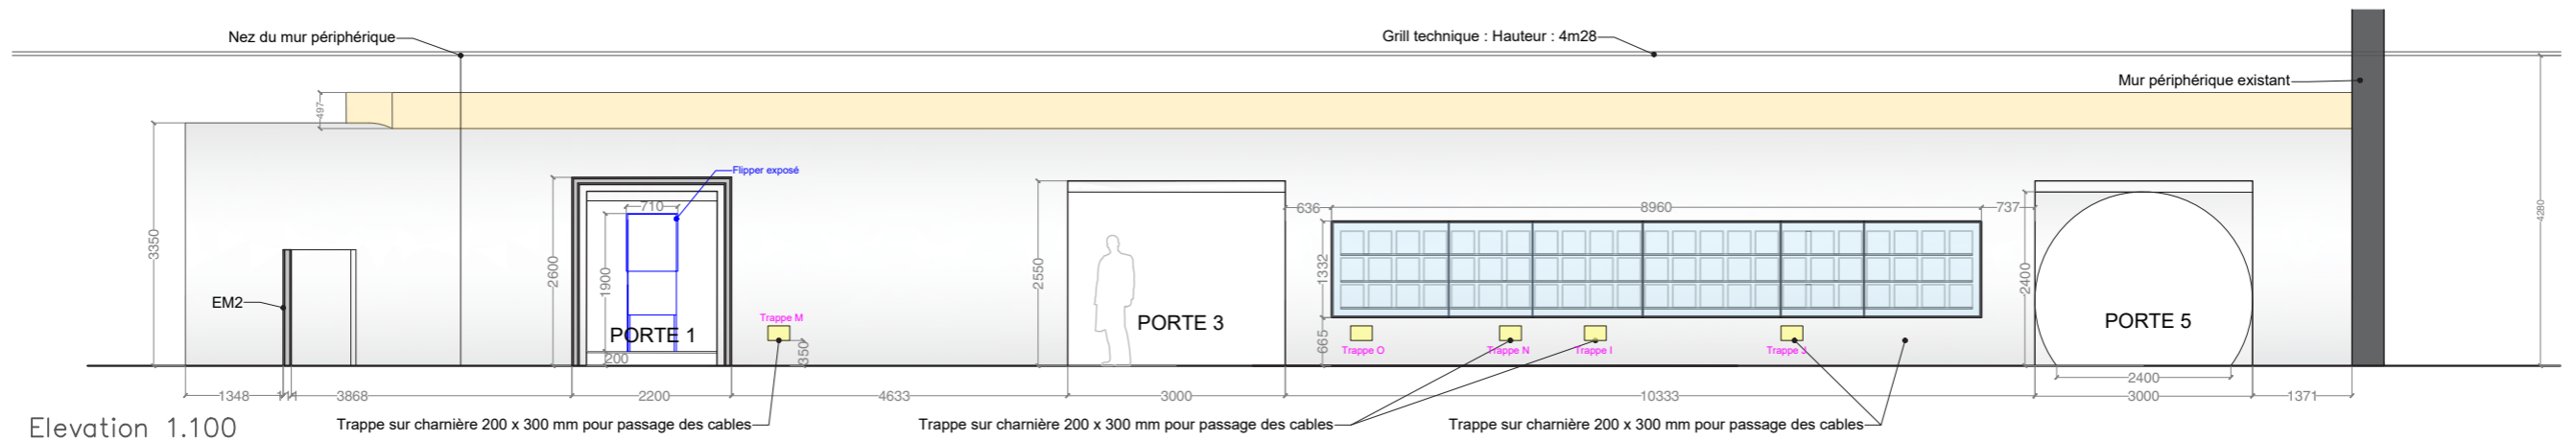 Nez du mur périphérique
Grill technique : Hauteur : 4m28
Mur périphérique existant
497
4280
3350
Flipper exposé
710
2600
1900
2550
636
8960
737
1332
2400
EM2
PORTE 1
Trappe M
PORTE 3
PORTE 5
200
350
665
Trappe O
Trappe N
Trappe I
Trappe J
2400
1348
3868
2200
4633
3000
10333
3000
1371
Elevation 1.100
Trappe sur charnière 200 x 300 mm pour passage des cables
Trappe sur charnière 200 x 300 mm pour passage des cables
Trappe sur charnière 200 x 300 mm pour passage des cables